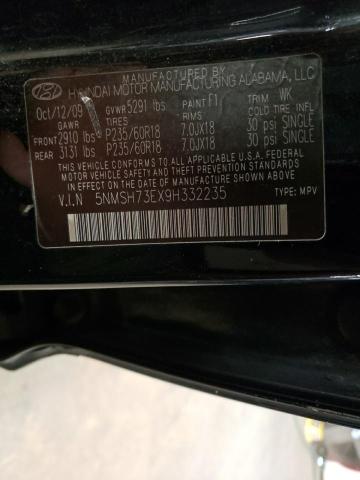 MANUFACTURED BY
HYUNDAI MOTOR MANUFACTURING ALABAMA, LLC
Oct/12/09 GVWR 5291 lbs PAINT F1 TRIM WK
GAWR TIRES RIMS COLD TIRE INFL
FRONT 2910 lbs P235/60R18 7.0JX18 30 PSI SINGLE
REAR 3131 lbs P235/60R18 7.0JX18 30 PSI SINGLE
THIS VEHICLE CONFORMS TO ALL APPLICABLE U.S. FEDERAL
MOTOR VEHICLE SAFETY STANDARDS IN EFFECT ON THE DATE
OF MANUFACTURE SHOWN ABOVE.
V.I.N 5NMSH73EX9H332235 TYPE: MPV